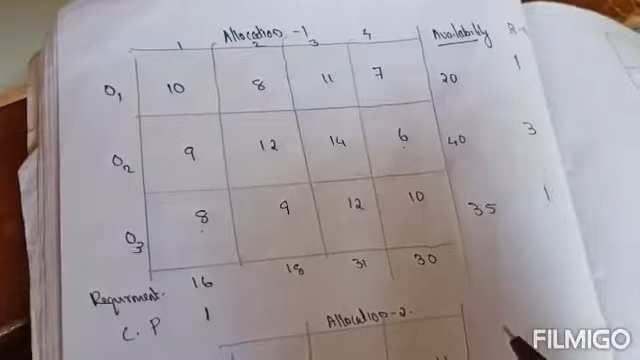 Allocation -1
1 2 3 4 Availability
O1 10 8 11 7 20 1
O2 9 12 14 6 40 3
O3 8 9 12 10 35 1
Requirment. 16 18 31 30
C. P 1
Allocation -2.
FILMIGO